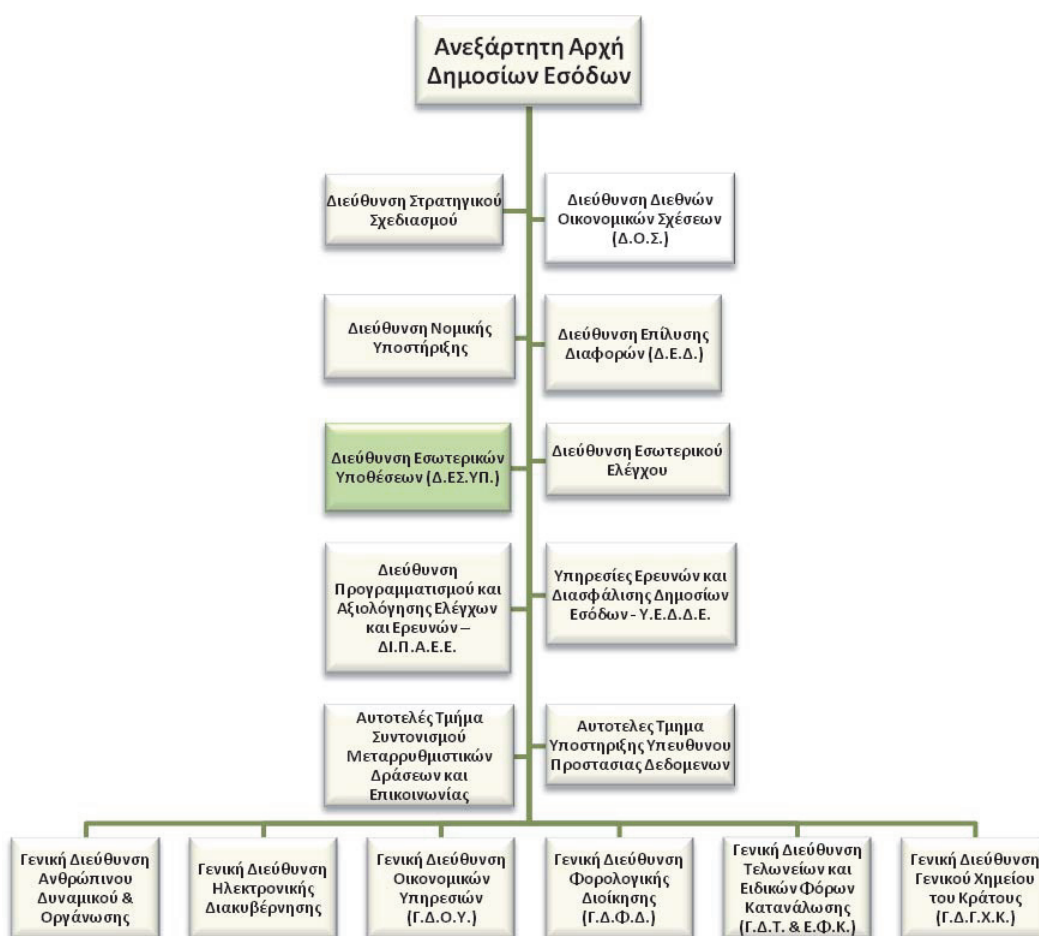 Ανεξάρτητη Αρχή
Δημοσίων Εσόδων
Διεύθυνση Στρατηγικού
Σχεδιασμού
Διεύθυνση Διεθνών
Οικονομικών Σχέσεων
(Δ.Ο.Σ.)
Διεύθυνση Νομικής
Υποστήριξης
Διεύθυνση Επίλυσης
Διαφορών (Δ.Ε.Δ.)
Διεύθυνση Εσωτερικών
Υποθέσεων (Δ.ΕΣ.ΥΠ.)
Διεύθυνση Εσωτερικού
Ελέγχου
Διεύθυνση
Προγραμματισμού και
Αξιολόγησης Ελέγχων
και Ερευνών –
ΔΙ.Π.Α.Ε.Ε.
Υπηρεσίες Ερευνών και
Διασφάλισης Δημοσίων
Εσόδων - Υ.Ε.Δ.Δ.Ε.
Αυτοτελές Τμήμα
Συντονισμού
Μεταρρυθμιστικών
Δράσεων και
Επικοινωνίας
Αυτοτελες Τμημα
Υποστηριξης Υπευθυνου
Προστασιας Δεδομενων
Γενική Διεύθυνση
Ανθρώπινου
Δυναμικού &
Οργάνωσης
Γενική Διεύθυνση
Ηλεκτρονικής
Διακυβέρνησης
Γενική Διεύθυνση
Οικονομικών
Υπηρεσιών
(Γ.Δ.Ο.Υ.)
Γενική Διεύθυνση
Φορολογικής
Διοίκησης
(Γ.Δ.Φ.Δ.)
Γενική Διεύθυνση
Τελωνείων και
Ειδικών Φόρων
Κατανάλωσης
(Γ.Δ.Τ. & Ε.Φ.Κ.)
Γενική Διεύθυνση
Γενικού Χημείου
του Κράτους
(Γ.Δ.Γ.Χ.Κ.)